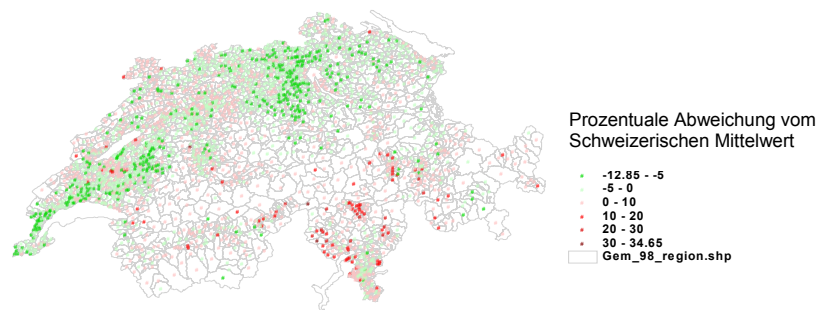 Prozentuale Abweichung vom
Schweizerischen Mittelwert
-12.85 - -5
-5 - 0
0 - 10
10 - 20
20 - 30
30 - 34.65
Gem_98_region.shp